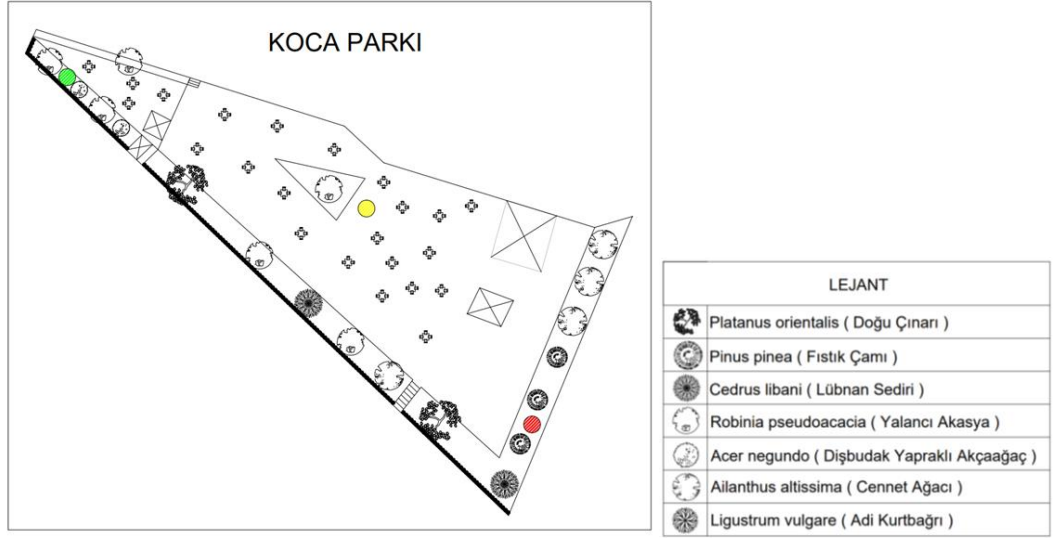 KOCA PARKI
LEJANT
Platanus orientalis ( Doğu Çınarı )
Pinus pinea ( Fıstık Çamı )
Cedrus libani ( Lübnan Sediri )
Robinia pseudoacacia ( Yalancı Akasya )
Acer negundo ( Dişbudak Yapraklı Akçaağaç )
Ailanthus altissima ( Cennet Ağacı )
Ligustrum vulgare ( Adi Kurtbağrı )